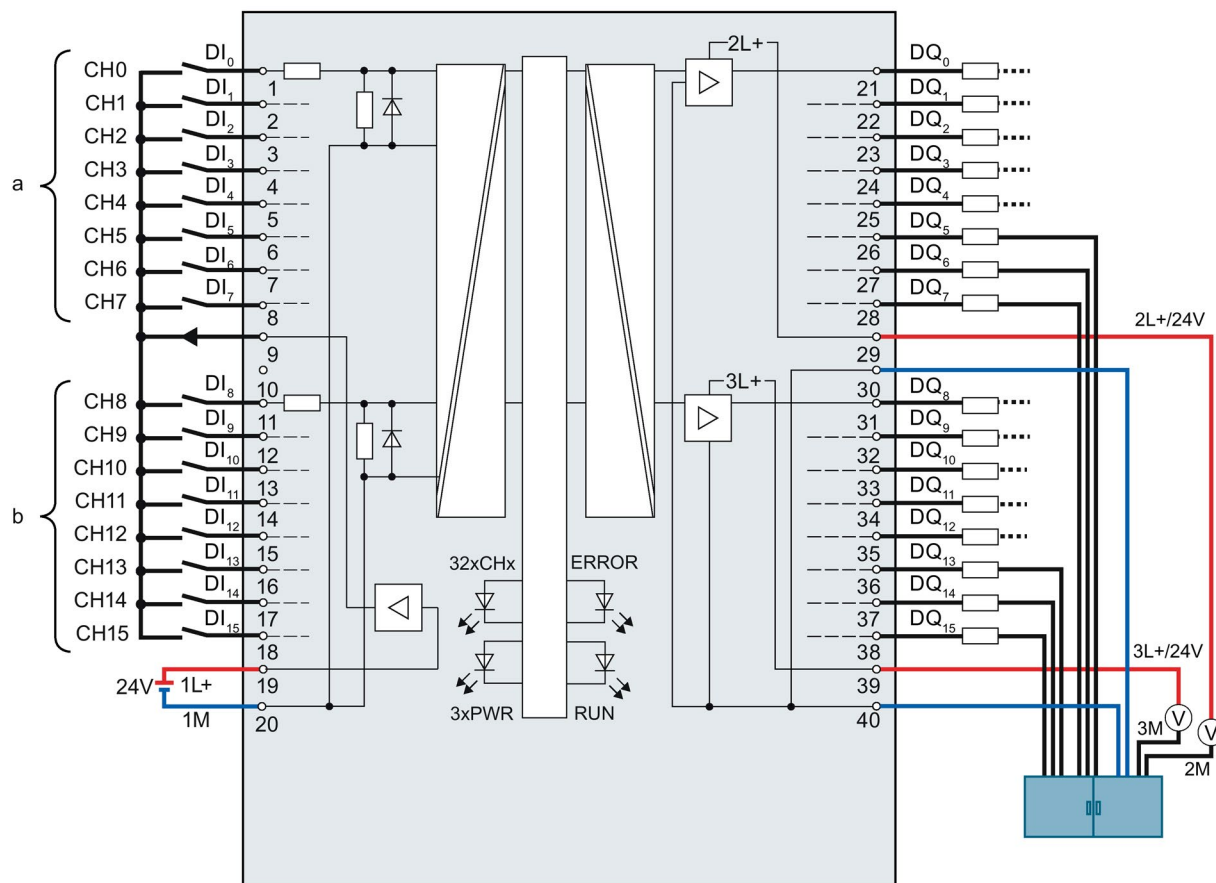 a
CH0
CH1
CH2
CH3
CH4
CH5
CH6
CH7
b
CH8
CH9
CH10
CH11
CH12
CH13
CH14
CH15
DI0
DI1
DI2
DI3
DI4
DI5
DI6
DI7
DI8
DI9
DI10
DI11
DI12
DI13
DI14
DI15
24V
1L+
1M
1
2
3
4
5
6
7
8
9
10
11
12
13
14
15
16
17
18
19
20
2L+
3L+
32xCHx
ERROR
3xPWR
RUN
21
22
23
24
25
26
27
28
29
30
31
32
33
34
35
36
37
38
39
40
DQ0
DQ1
DQ2
DQ3
DQ4
DQ5
DQ6
DQ7
2L+/24V
DQ8
DQ9
DQ10
DQ11
DQ12
DQ13
DQ14
DQ15
3L+/24V
V
V
3M
2M